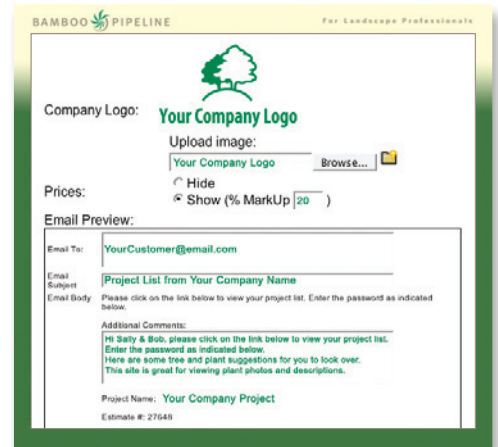 BAMBOO PIPELINE
For Landscape Professionals
Company Logo:
Your Company Logo
Upload image:
Your Company Logo Browse...
Prices:
Hide
Show (% MarkUp 20 )
Email Preview:
Email To: YourCustomer@email.com
Email Subject Project List from Your Company Name
Email Body Please click on the link below to view your project list. Enter the password as indicated
below.
Additional Comments:
Hi Sally & Bob, please click on the link below to view your project list.
Enter the password as indicated below.
Here are some tree and plant suggestions for you to look over.
This site is great for viewing plant photos and descriptions.
Project Name: Your Company Project
Estimate #: 27648